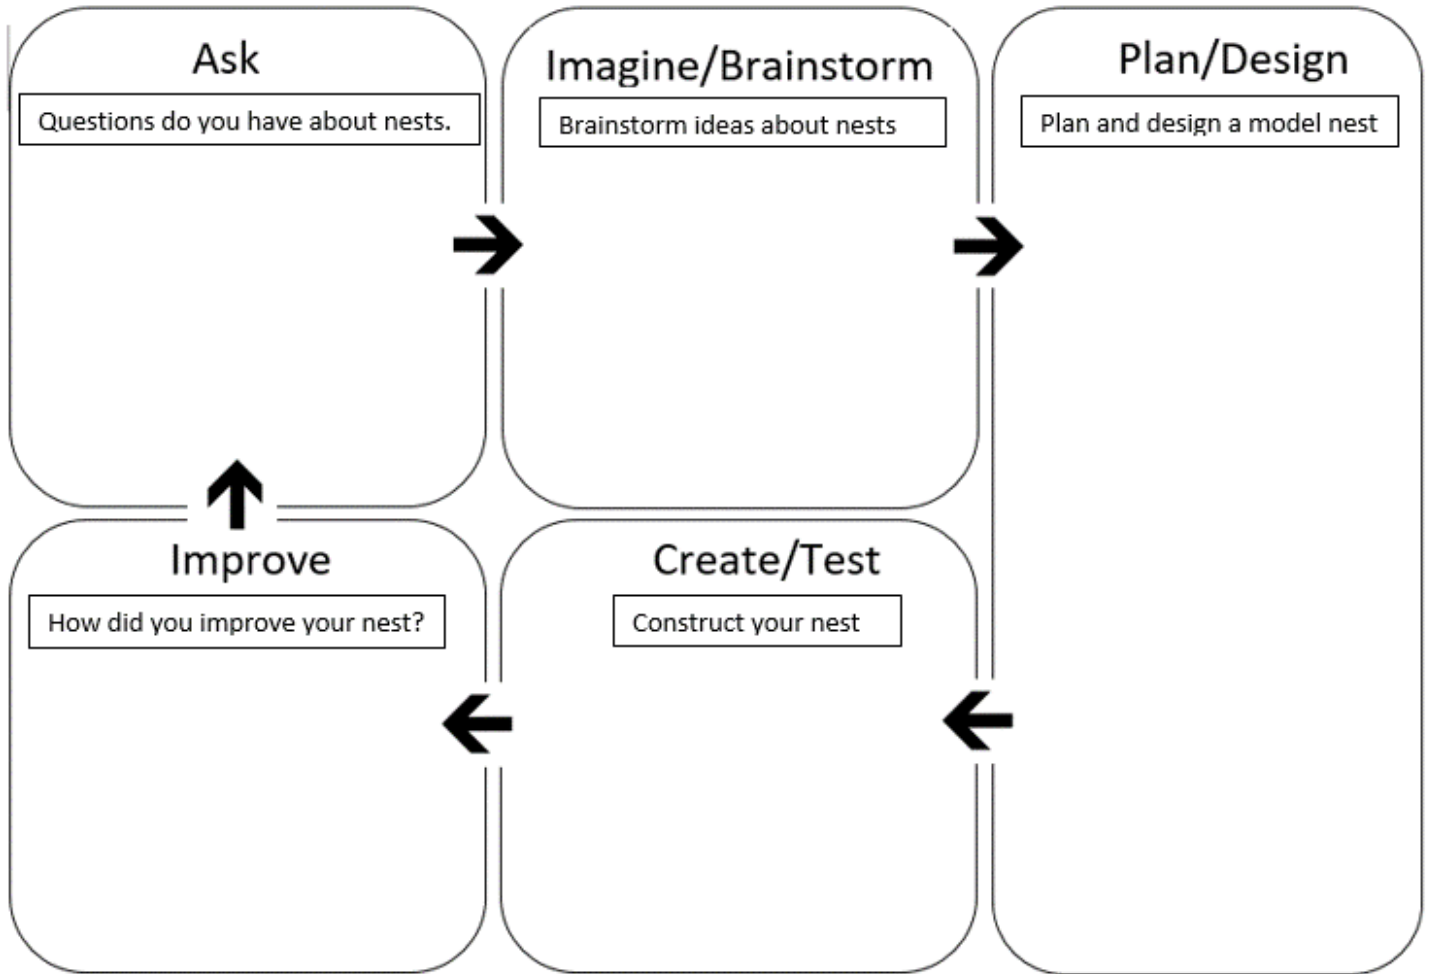 Ask
Questions do you have about nests.
Imagine/Brainstorm
Brainstorm ideas about nests
Plan/Design
Plan and design a model nest
Improve
How did you improve your nest?
Create/Test
Construct your nest